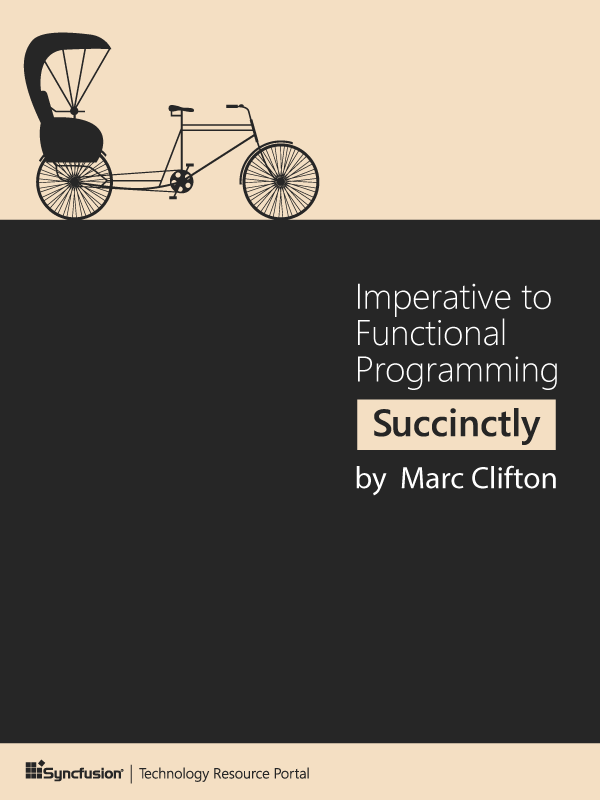 Imperative to
Functional
Programming
Succinctly
by Marc Clifton
Syncfusion® | Technology Resource Portal